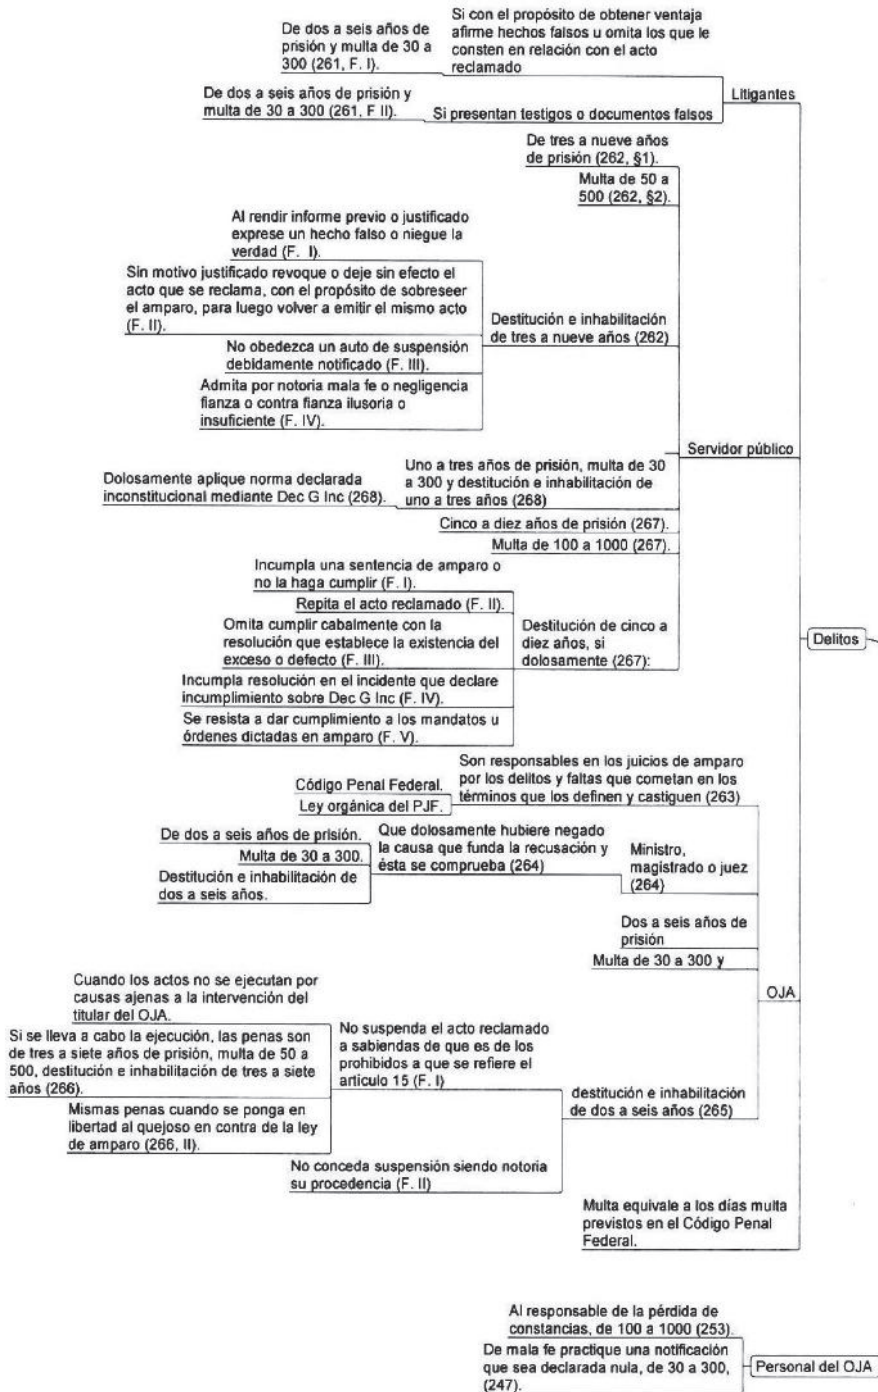 De dos a seis años de
prisión y multa de 30 a
300 (261, F. I).
Si con el propósito de obtener ventaja
afirme hechos falsos u omita los que le
consten en relación con el acto
reclamado
De dos a seis años de prisión y
multa de 30 a 300 (261, F II).
Si presentan testigos o documentos falsos
Litigantes
De tres a nueve años
de prisión (262, §1).
Multa de 50 a
500 (262, §2).
Al rendir informe previo o justificado
exprese un hecho falso o niegue la
verdad (F. I).
Sin motivo justificado revoque o deje sin efecto el
acto que se reclama, con el propósito de sobreseer
el amparo, para luego volver a emitir el mismo acto
(F. II).
No obedezca un auto de suspensión
debidamente notificado (F. III).
Admita por notoria mala fe o negligencia
fianza o contra fianza ilusoria o
insuficiente (F. IV).
Destitución e inhabilitación
de tres a nueve años (262)
Servidor público
Dolosamente aplique norma declarada
inconstitucional mediante Dec G Inc (268).
Uno a tres años de prisión, multa de 30
a 300 y destitución e inhabilitación de
uno a tres años (268)
Cinco a diez años de prisión (267).
Multa de 100 a 1000 (267).
Incumpla una sentencia de amparo o
no la haga cumplir (F. I).
Repita el acto reclamado (F. II).
Omita cumplir cabalmente con la
resolución que establece la existencia del
exceso o defecto (F. III).
Incumpla resolución en el incidente que declare
incumplimiento sobre Dec G Inc (F. IV).
Se resista a dar cumplimiento a los mandatos u
órdenes dictadas en amparo (F. V).
Destitución de cinco a
diez años, si
dolosamente (267):
Delitos
Código Penal Federal.
Ley orgánica del PJF.
Son responsables en los juicios de amparo
por los delitos y faltas que cometan en los
términos que los definen y castiguen (263)
De dos a seis años de prisión.
Multa de 30 a 300.
Destitución e inhabilitación de
dos a seis años.
Que dolosamente hubiere negado
la causa que funda la recusación y
ésta se comprueba (264)
Ministro,
magistrado o juez
(264)
Dos a seis años de
prisión
Multa de 30 a 300 y
OJA
Cuando los actos no se ejecutan por
causas ajenas a la intervención del
titular del OJA.
Si se lleva a cabo la ejecución, las penas son
de tres a siete años de prisión, multa de 50 a
500, destitución e inhabilitación de tres a siete
años (266).
Mismas penas cuando se ponga en
libertad al quejoso en contra de la ley
de amparo (266, II).
No suspenda el acto reclamado
a sabiendas de que es de los
prohibidos a que se refiere el
articulo 15 (F. I)
No conceda suspensión siendo notoria
su procedencia (F. II)
destitución e inhabilitación
de dos a seis años (265)
Multa equivale a los días multa
previstos en el Código Penal
Federal.
Al responsable de la pérdida de
constancias, de 100 a 1000 (253).
De mala fe practique una notificación
que sea declarada nula, de 30 a 300,
(247).
Personal del OJA